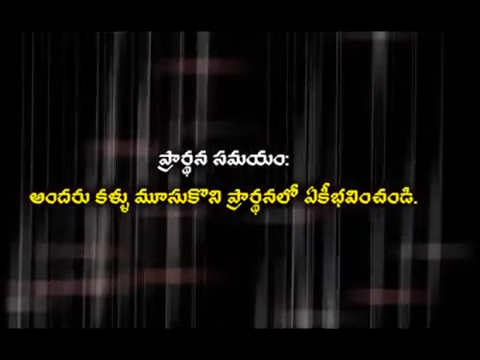 ప్రార్థన సమయం:
అందరు కళ్ళు మూసుకొని ప్రార్థనలో ఏకీభవించండి.